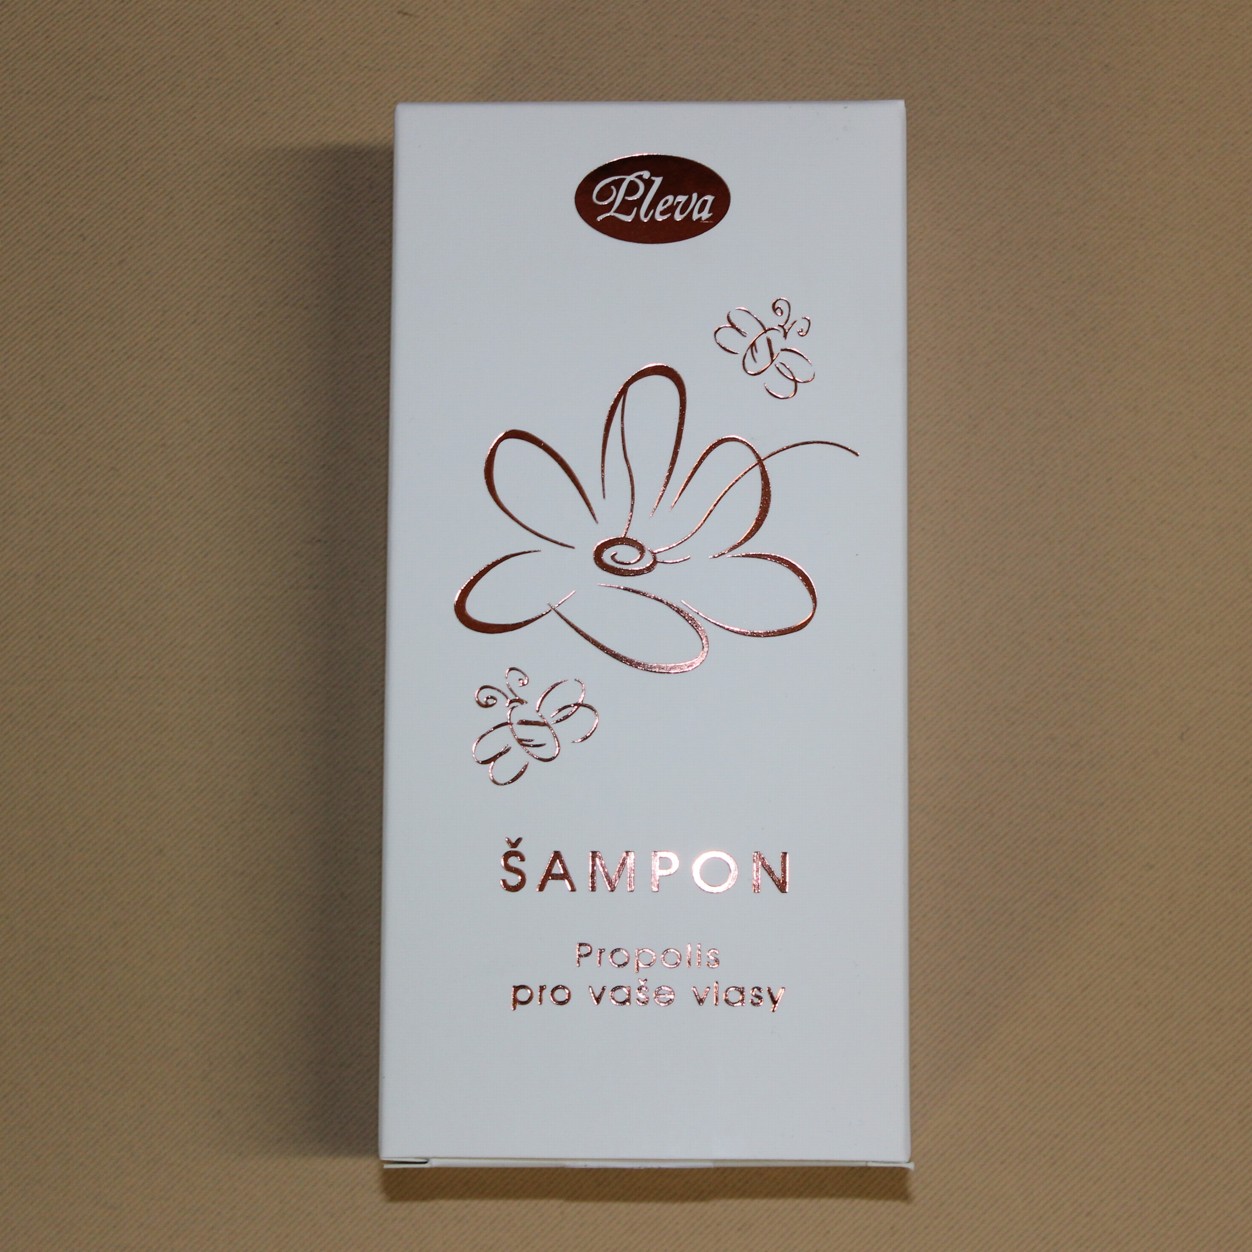 Pleva
ŠAMPON
Propolis
pro vaše vlasy